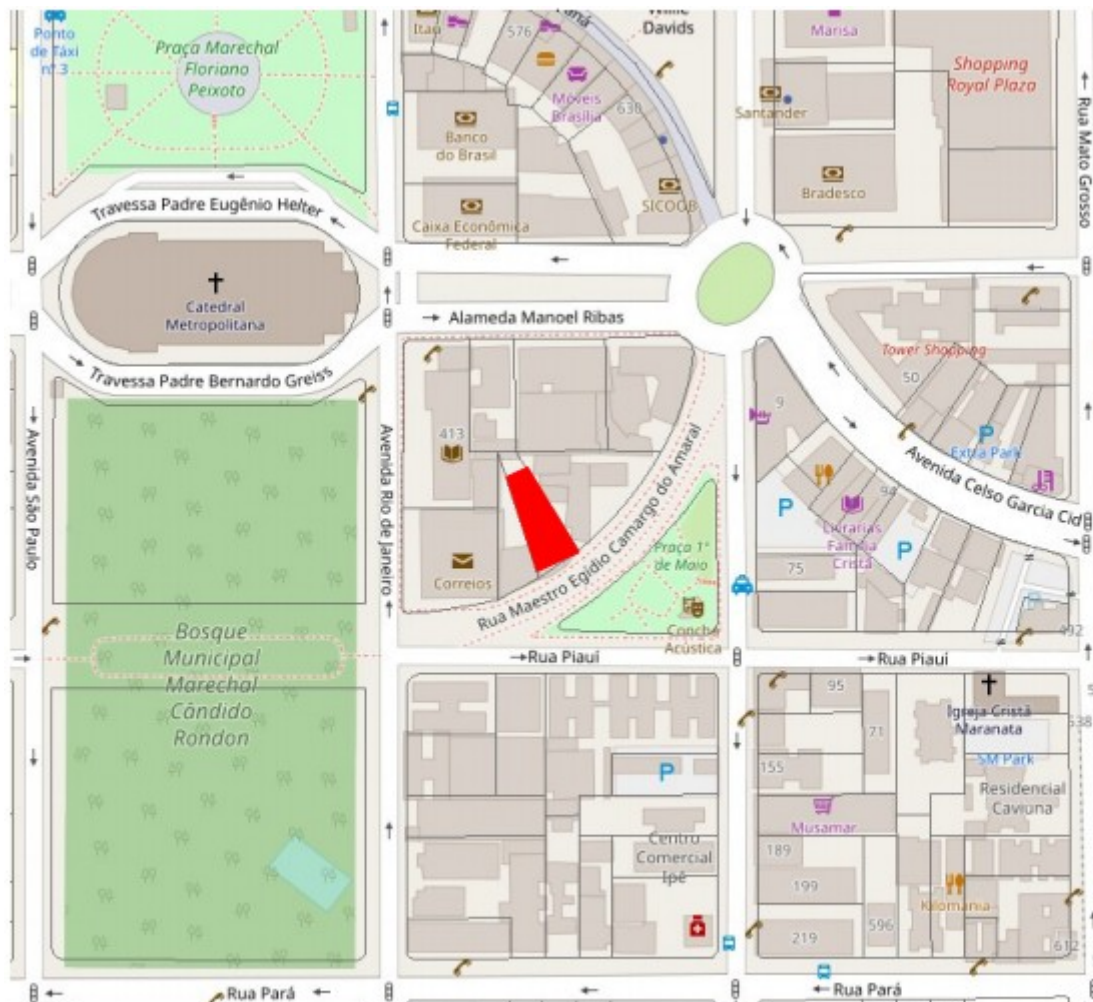 Ponto
de Táxi
nº 3
Praça Marechal
Floriano
Peixoto
Itaú
576
Willie
Davids
Marisa
Shopping
Royal Plaza
Móveis
Brasília
630
Santander
Banco
do Brasil
SICOOB
Bradesco
Caixa Econômica
Federal
Rua Mato Grosso
Travessa Padre Eugênio Helter
Catedral
Metropolitana
Alameda Manoel Ribas
Travessa Padre Bernardo Greiss
Tower Shopping
50
9
413
Avenida São Paulo
Avenida Rio de Janeiro
Extra Park
Avenida Celso Garcia Cid
94
Livrarias
Família
Cristã
P
P
P
75
Correios
Rua Maestro Egídio Camargo do Amaral
Praça 1°
de Maio
Concha
Acústica
492
Rua Piauí
Rua Piauí
Bosque
Municipal
Marechal
Cândido
Rondon
95
71
Igreja Cristã
Maranata
538
SM Park
155
P
Residencial
Caviúna
Musamar
Centro
Comercial
Ipê
189
199
Kilomania
219
596
612
Rua Pará
Rua Pará